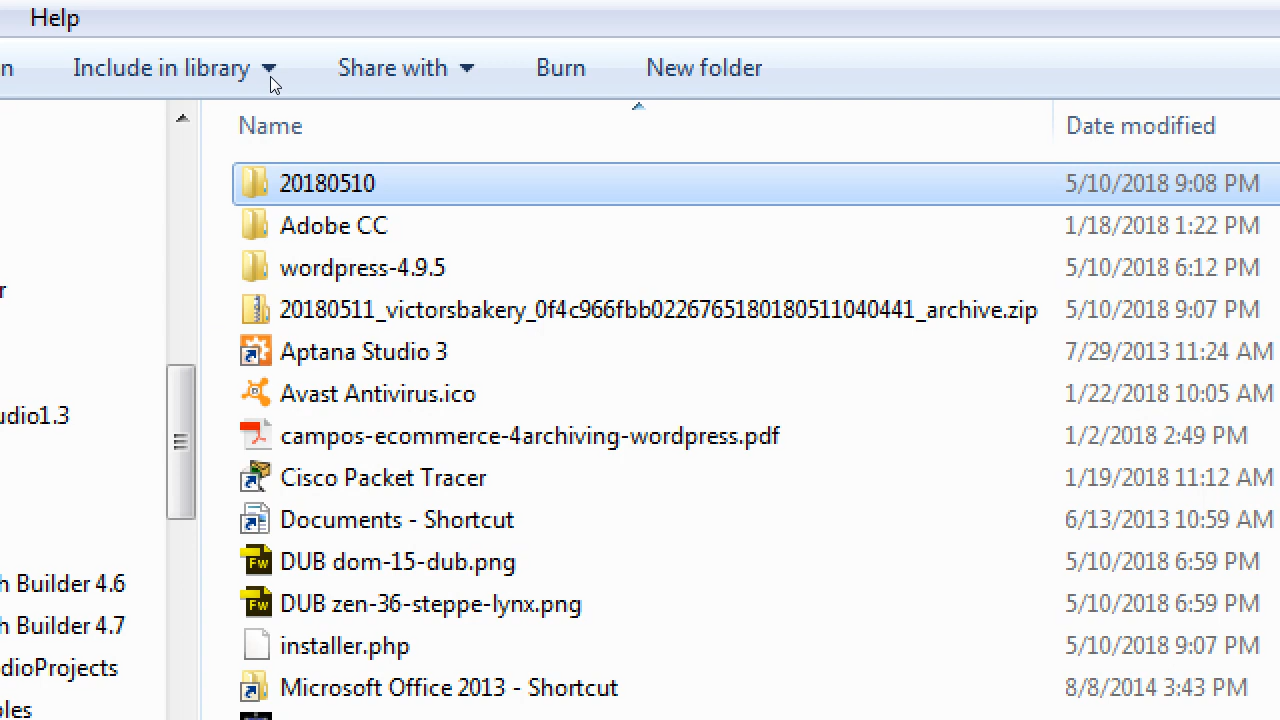 Help
n Include in library Share with Burn New folder
Name Date modified
20180510 5/10/2018 9:08 PM
Adobe CC 1/18/2018 1:22 PM
wordpress-4.9.5 5/10/2018 6:12 PM
r
20180511_victorsbakery_0f4c966fbb0226765180180511040441_archive.zip 5/10/2018 9:07 PM
Aptana Studio 3 7/29/2013 11:24 AM
Avast Antivirus.ico 1/22/2018 10:05 AM
udio1.3
campos-ecommerce-4archiving-wordpress.pdf 1/2/2018 2:49 PM
Cisco Packet Tracer 1/19/2018 11:12 AM
Documents - Shortcut 6/13/2013 10:59 AM
DUB dom-15-dub.png 5/10/2018 6:59 PM
h Builder 4.6
DUB zen-36-steppe-lynx.png 5/10/2018 6:59 PM
h Builder 4.7
installer.php 5/10/2018 9:07 PM
dioProjects
Microsoft Office 2013 - Shortcut 8/8/2014 3:43 PM
ples